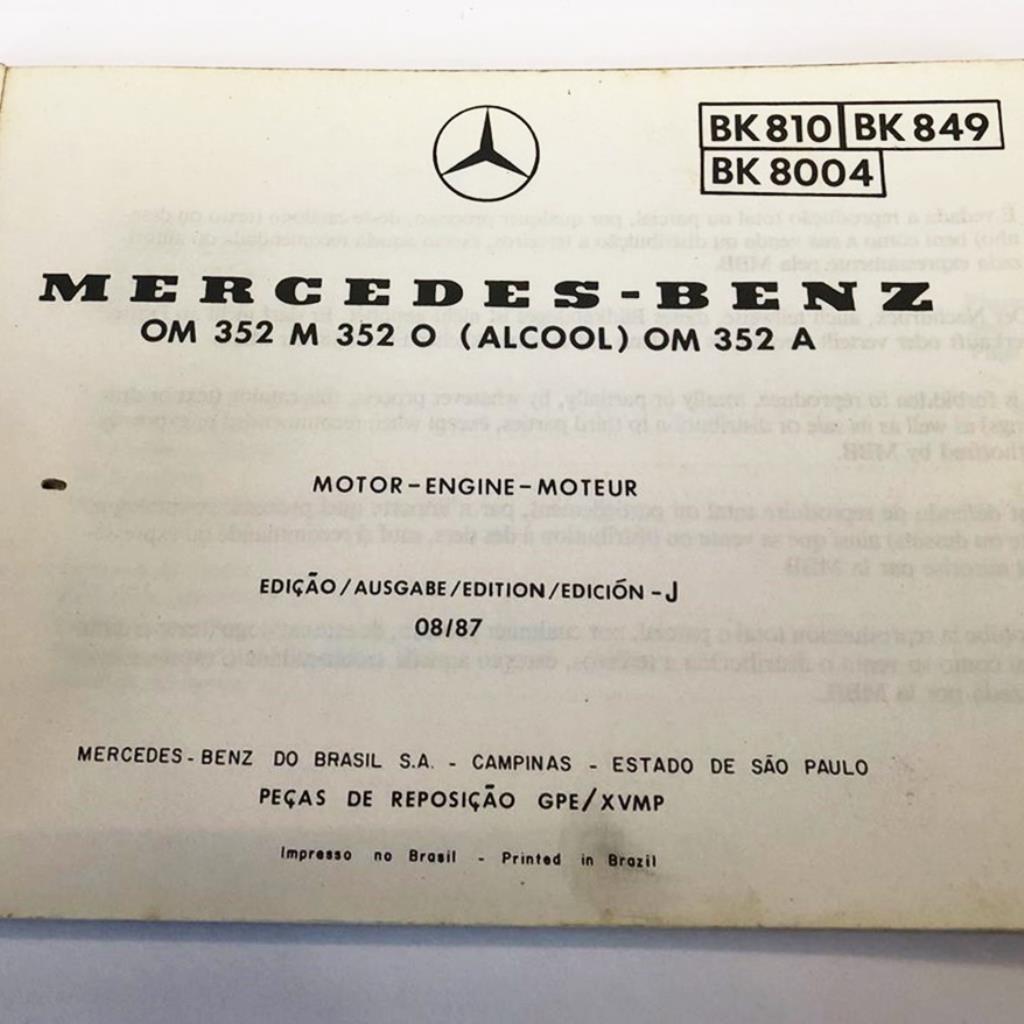 BK 810 BK 849
BK 8004
MERCEDES-BENZ
OM 352 M 352 O (ALCOOL) OM 352 A
MOTOR-ENGINE-MOTEUR
EDIÇÃO/AUSGABE/EDITION/EDICIÓN-J
08/87
MERCEDES-BENZ DO BRASIL S.A. - CAMPINAS - ESTADO DE SÃO PAULO
PEÇAS DE REPOSIÇÃO GPE/XVMP
Impresso no Brasil - Printed in Brazil